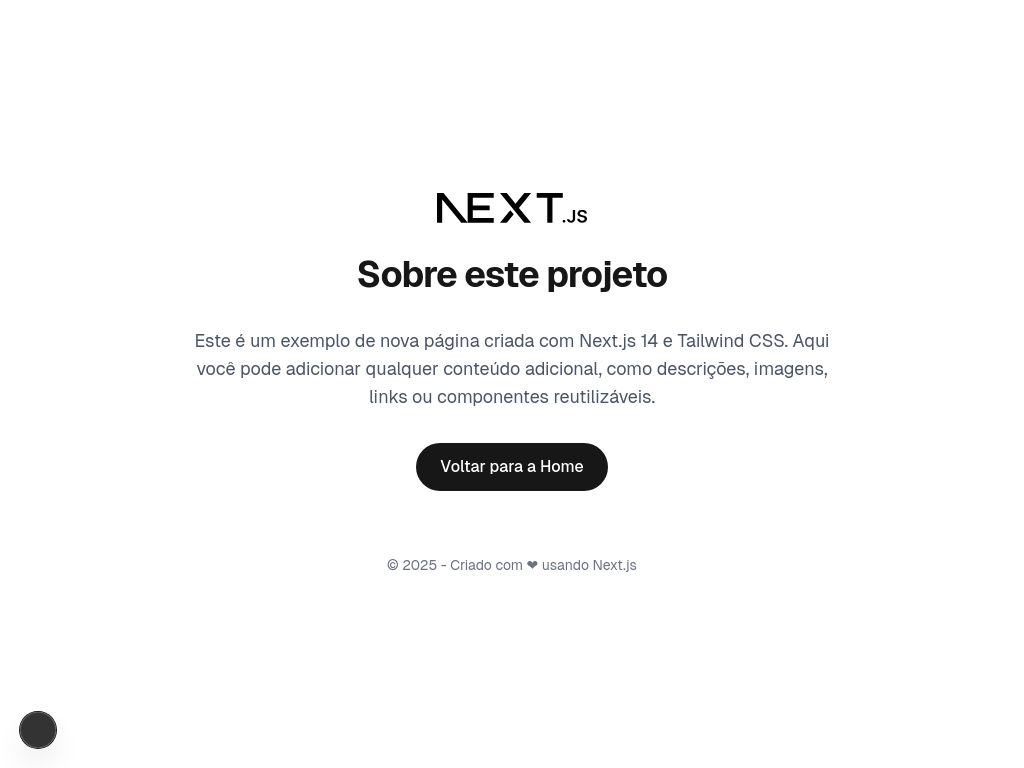 NEXT.JS
Sobre este projeto
Este é um exemplo de nova página criada com Next.js 14 e Tailwind CSS. Aqui
você pode adicionar qualquer conteúdo adicional, como descrições, imagens,
links ou componentes reutilizáveis.
Voltar para a Home
© 2025 - Criado com ❤ usando Next.js